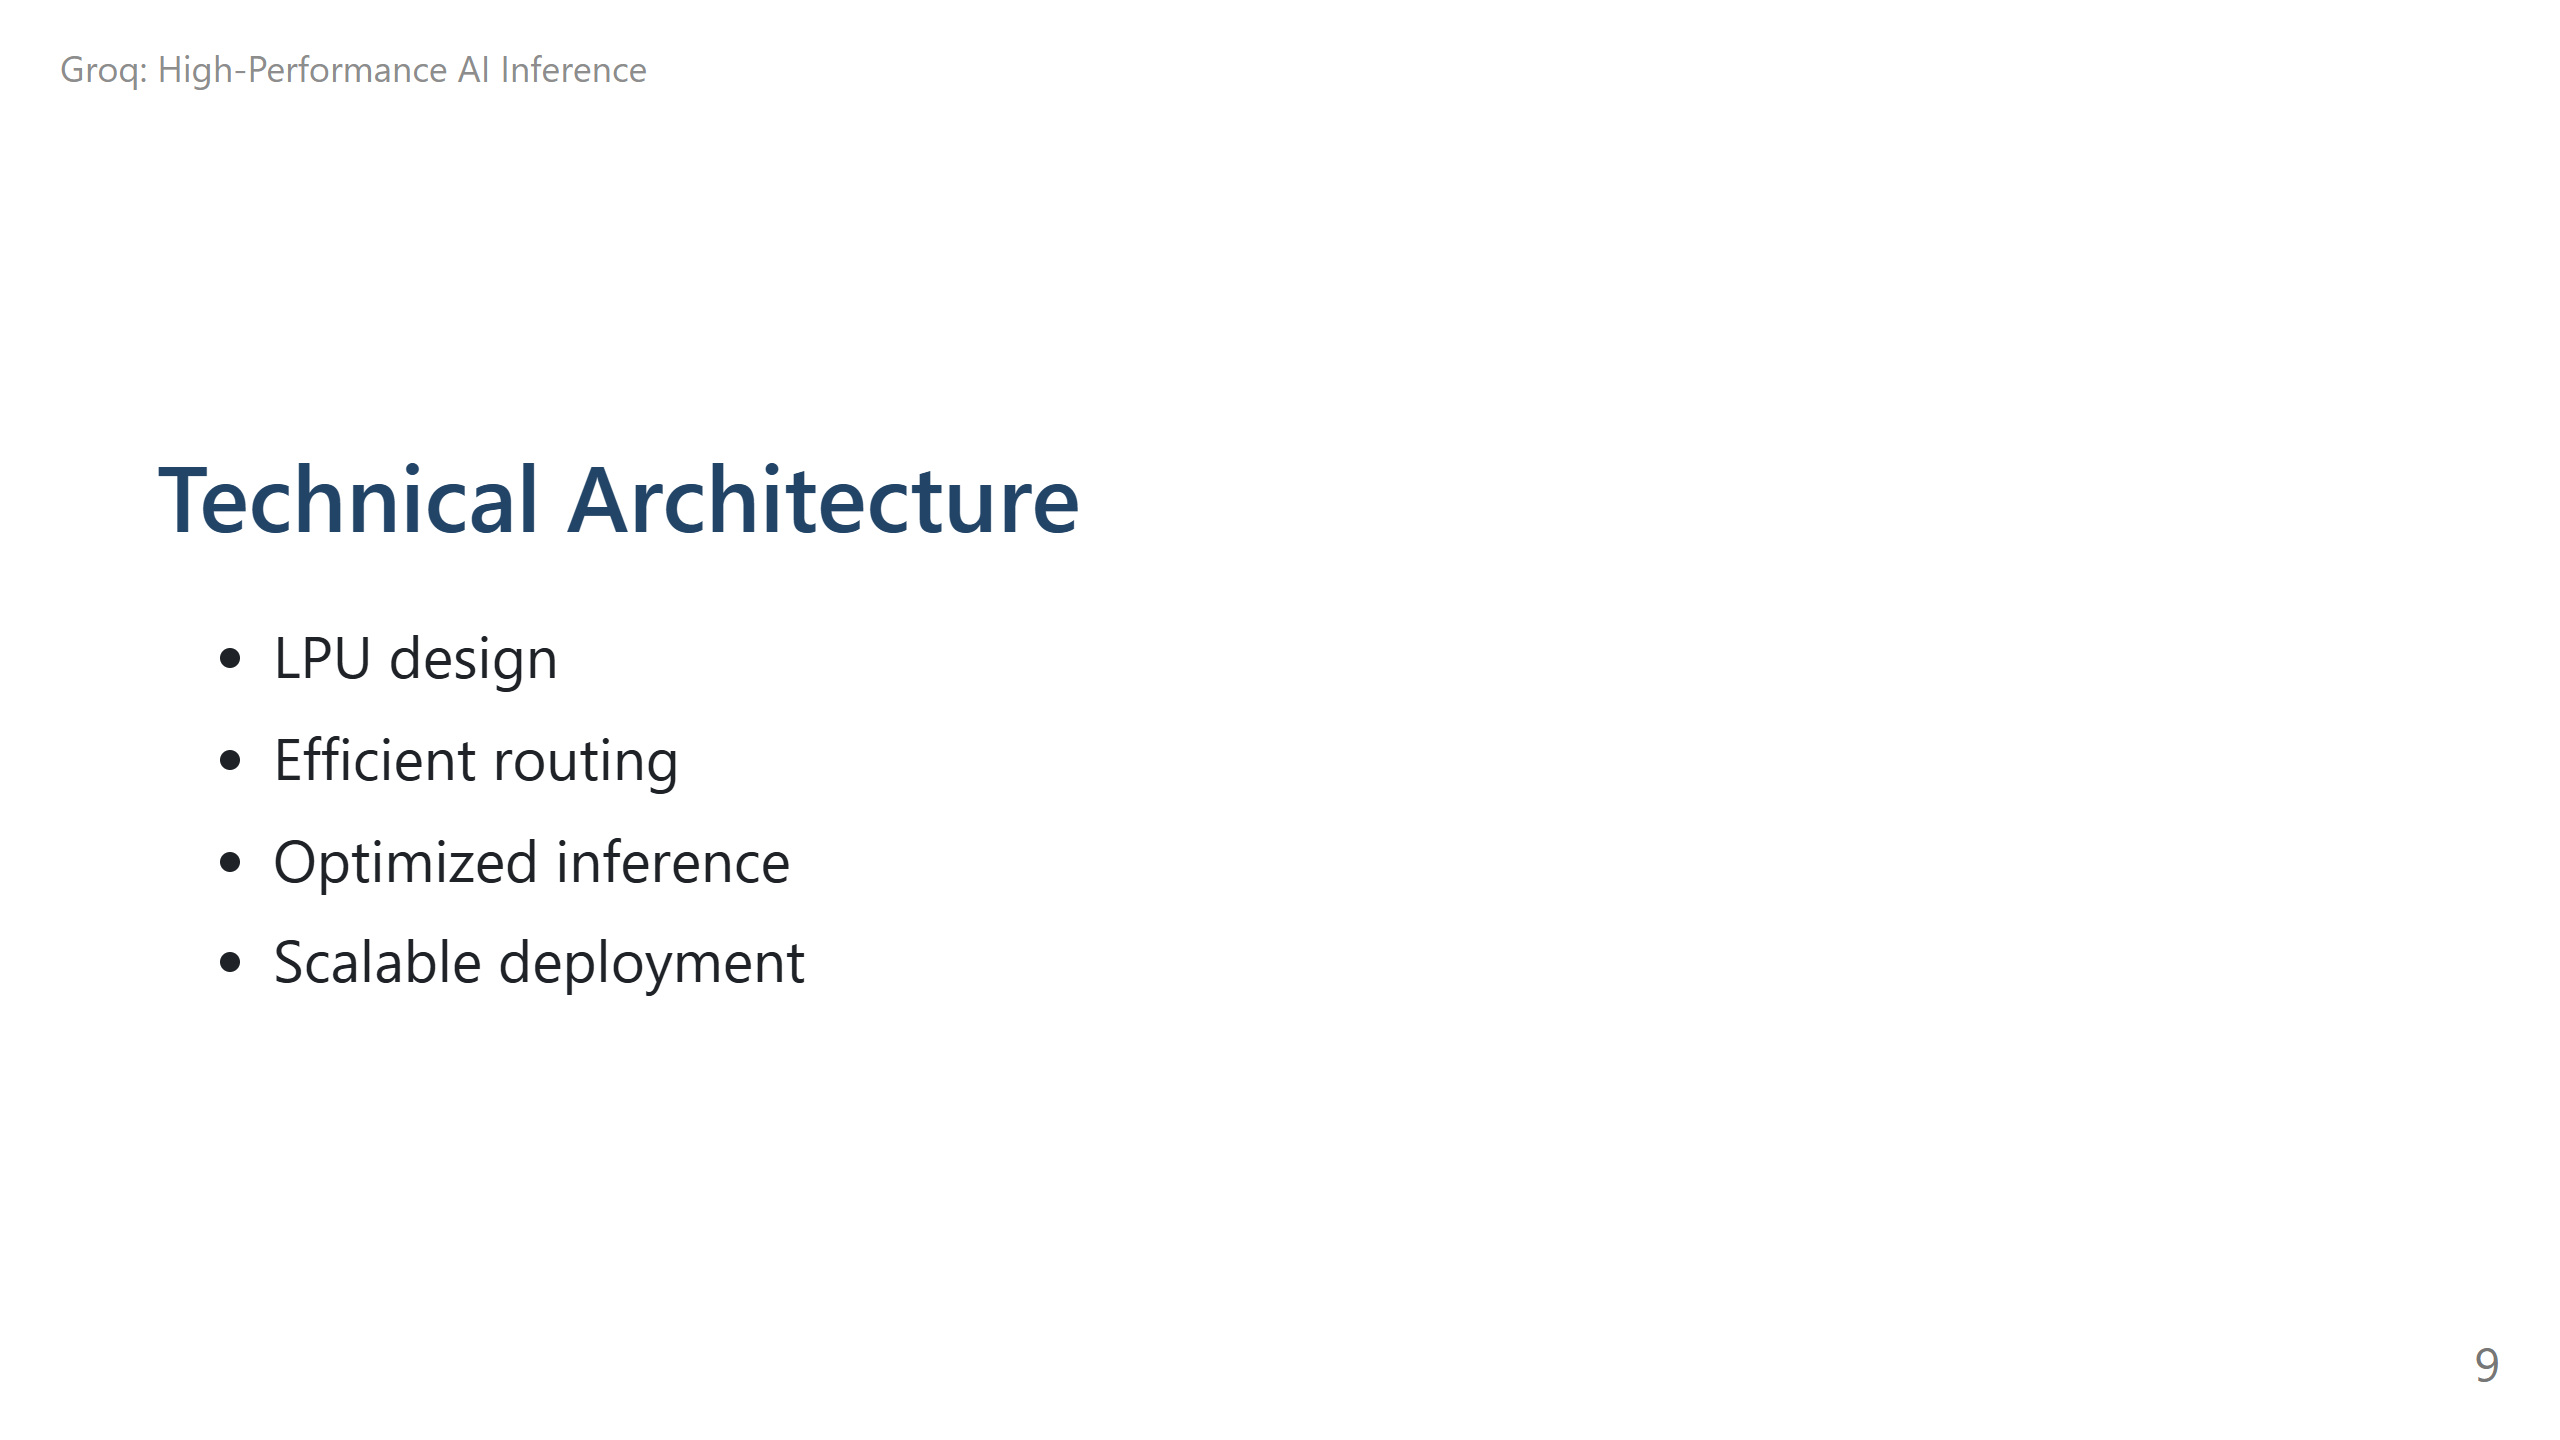 Groq: High-Performance AI Inference
Technical Architecture
• LPU design
• Efficient routing
• Optimized inference
• Scalable deployment
9